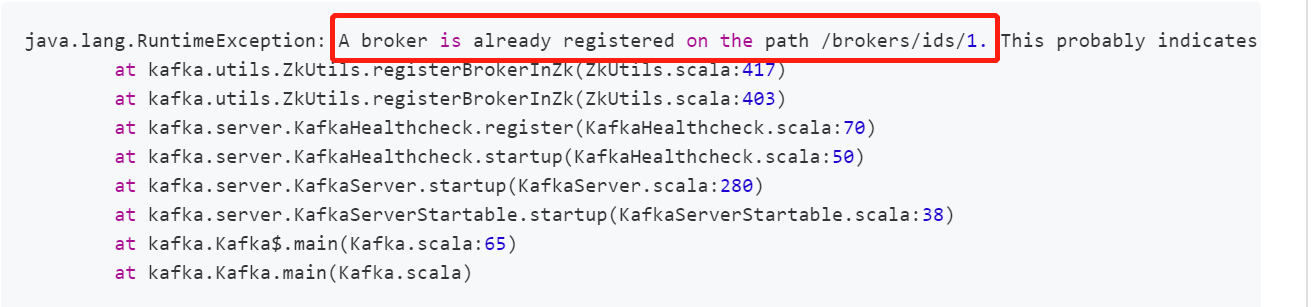 java.lang.RuntimeException: A broker is already registered on the path /brokers/ids/1. This probably indicates
at kafka.utils.ZkUtils.registerBrokerInZk(ZkUtils.scala:417)
at kafka.utils.ZkUtils.registerBrokerInZk(ZkUtils.scala:403)
at kafka.server.KafkaHealthcheck.register(KafkaHealthcheck.scala:70)
at kafka.server.KafkaHealthcheck.startup(KafkaHealthcheck.scala:50)
at kafka.server.KafkaServer.startup(KafkaServer.scala:280)
at kafka.server.KafkaServerStartable.startup(KafkaServerStartable.scala:38)
at kafka.Kafka$.main(Kafka.scala:65)
at kafka.Kafka.main(Kafka.scala)